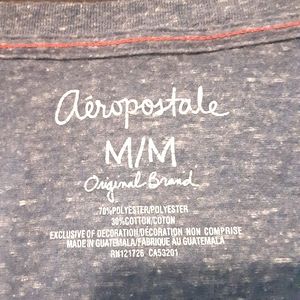 aéropostale
M/M
Original Brand
70%POLYESTER/POLYESTER
30%COTTON/COTON
EXCLUSIVE OF DECORATION/DÉCORATION NON COMPRISE
MADE IN GUATEMALA/FABRIQUE AU GUATEMALA
RN121726 CA53201